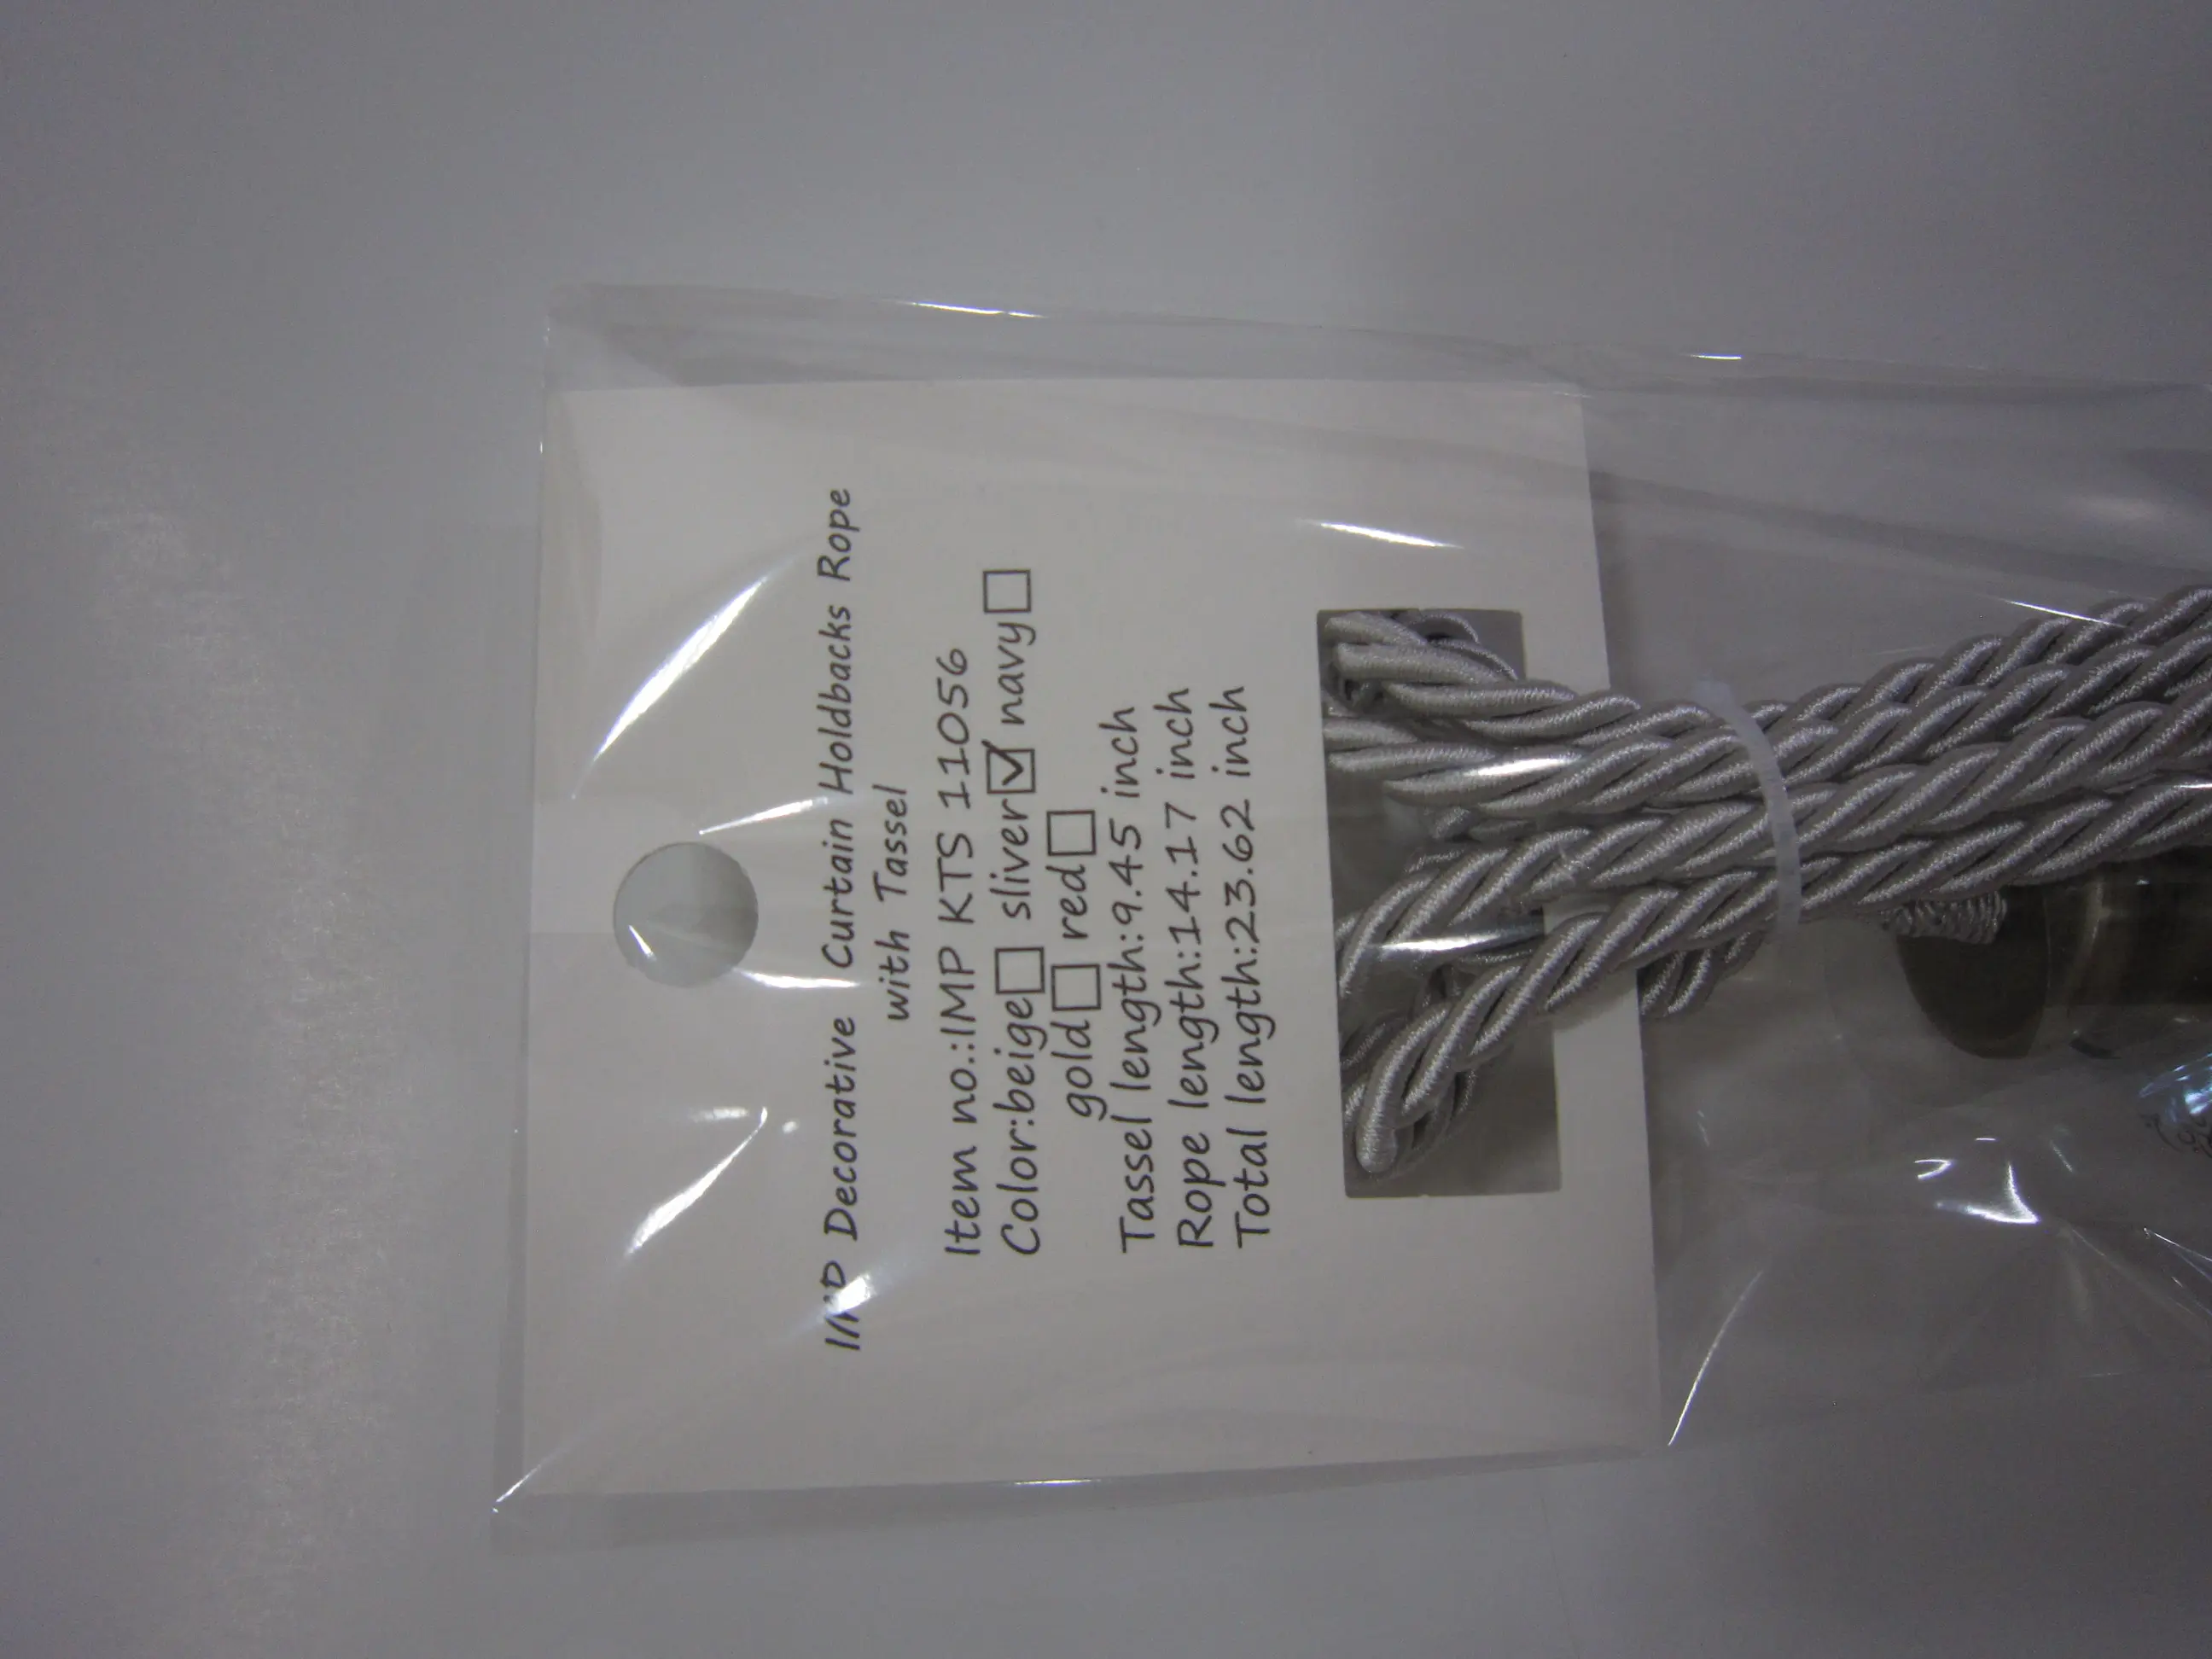 IMP Decorative Curtain Holdbacks Rope
with Tassel
Item no.:IMP KTS 11056
Color:beige☐ sliver☑ navy☐
gold☐ red☐
Tassel length:9.45 inch
Rope length:14.17 inch
Total length:23.62 inch